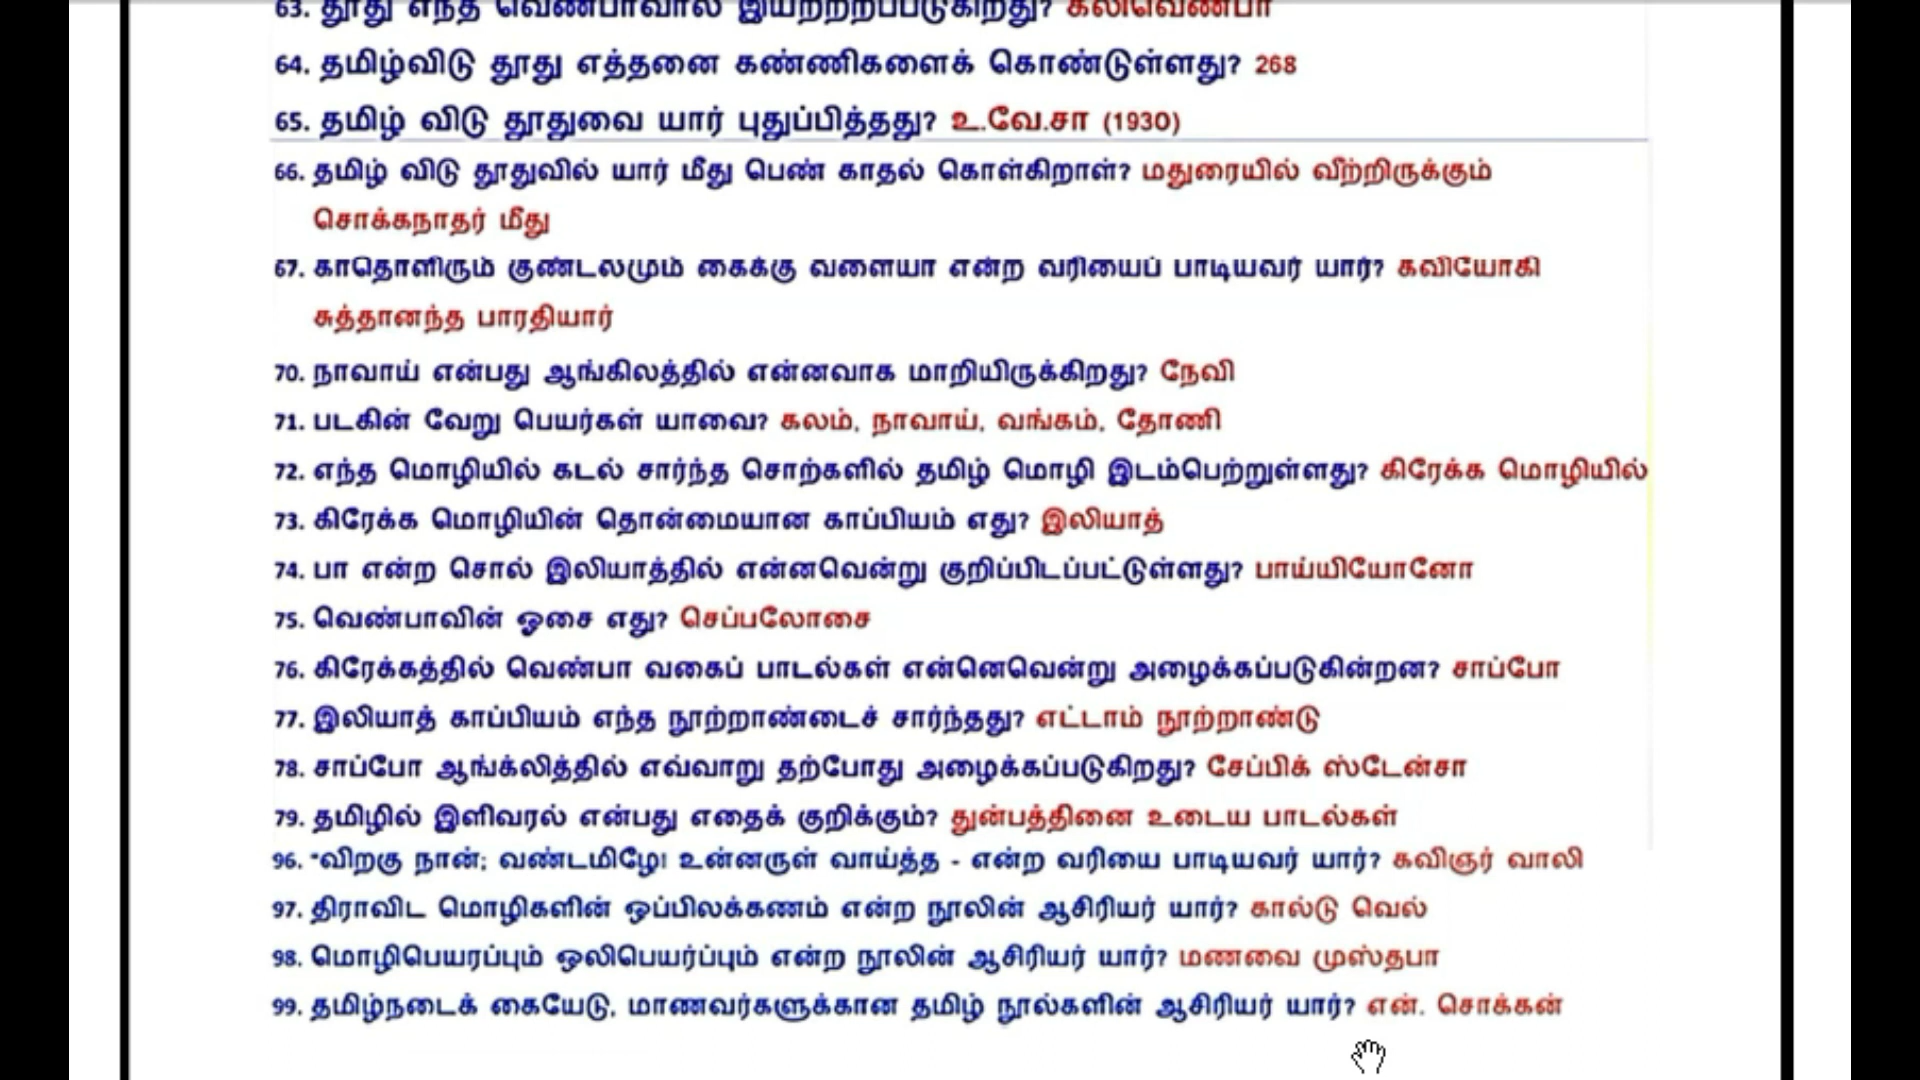 63. தூது எந்த வெண்பாவால் இயற்றறப்படுகிறது? கலிவெண்பா
64. தமிழ்விடு தூது எத்தனை கண்ணிகளைக் கொண்டுள்ளது? 268
65. தமிழ் விடு தூதுவை யார் புதுப்பித்தது? உ.வே.சா (1930)
66. தமிழ் விடு தூதுவில் யார் மீது பெண் காதல் கொள்கிறாள்? மதுரையில் வீற்றிருக்கும்
சொக்கநாதர் மீது
67. காதொளிரும் குண்டலமும் கைக்கு வளையா என்ற வரியைப் பாடியவர் யார்? கவியோகி
சுத்தானந்த பாரதியார்
70. நாவாய் என்பது ஆங்கிலத்தில் என்னவாக மாறியிருக்கிறது? நேவி
71. படகின் வேறு பெயர்கள் யாவை? கலம், நாவாய், வங்கம், தோணி
72. எந்த மொழியில் கடல் சார்ந்த சொற்களில் தமிழ் மொழி இடம்பெற்றுள்ளது? கிரேக்க மொழியில்
73. கிரேக்க மொழியின் தொன்மையான காப்பியம் எது? இலியாத்
74. பா என்ற சொல் இலியாத்தில் என்னவென்று குறிப்பிடப்பட்டுள்ளது? பாய்யியோனோ
75. வெண்பாவின் ஓசை எது? செப்பலோசை
76. கிரேக்கத்தில் வெண்பா வகைப் பாடல்கள் என்னெவென்று அழைக்கப்படுகின்றன? சாப்போ
77. இலியாத் காப்பியம் எந்த நூற்றாண்டைச் சார்ந்தது? எட்டாம் நூற்றாண்டு
78. சாப்போ ஆங்க்லித்தில் எவ்வாறு தற்போது அழைக்கப்படுகிறது? சேப்பிக் ஸ்டேன்சா
79. தமிழில் இளிவரல் என்பது எதைக் குறிக்கும்? துன்பத்தினை உடைய பாடல்கள்
96. "விறகு நான்; வண்டமிழே! உன்னருள் வாய்த்த - என்ற வரியை பாடியவர் யார்? கவிஞர் வாலி
97. திராவிட மொழிகளின் ஒப்பிலக்கணம் என்ற நூலின் ஆசிரியர் யார்? கால்டு வெல்
98. மொழிபெயரப்பும் ஒலிபெயர்ப்பும் என்ற நூலின் ஆசிரியர் யார்? மணவை முஸ்தபா
99. தமிழ்நடைக் கையேடு, மாணவர்களுக்கான தமிழ் நூல்களின் ஆசிரியர் யார்? என். சொக்கன்